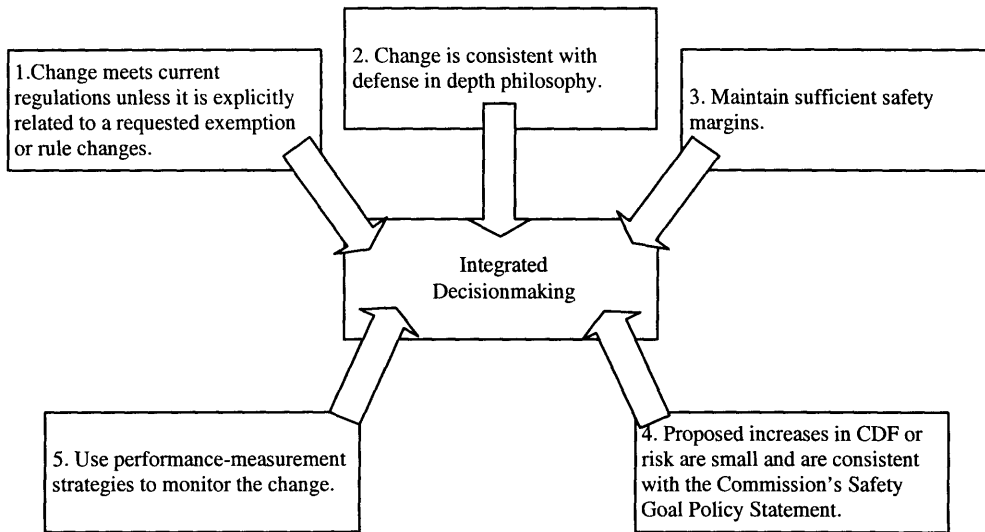 1.Change meets current
regulations unless it is explicitly
related to a requested exemption
or rule changes.
2. Change is consistent with
defense in depth philosophy.
3. Maintain sufficient safety
margins.
Integrated
Decisionmaking
5. Use performance-measurement
strategies to monitor the change.
4. Proposed increases in CDF or
risk are small and are consistent
with the Commission's Safety
Goal Policy Statement.